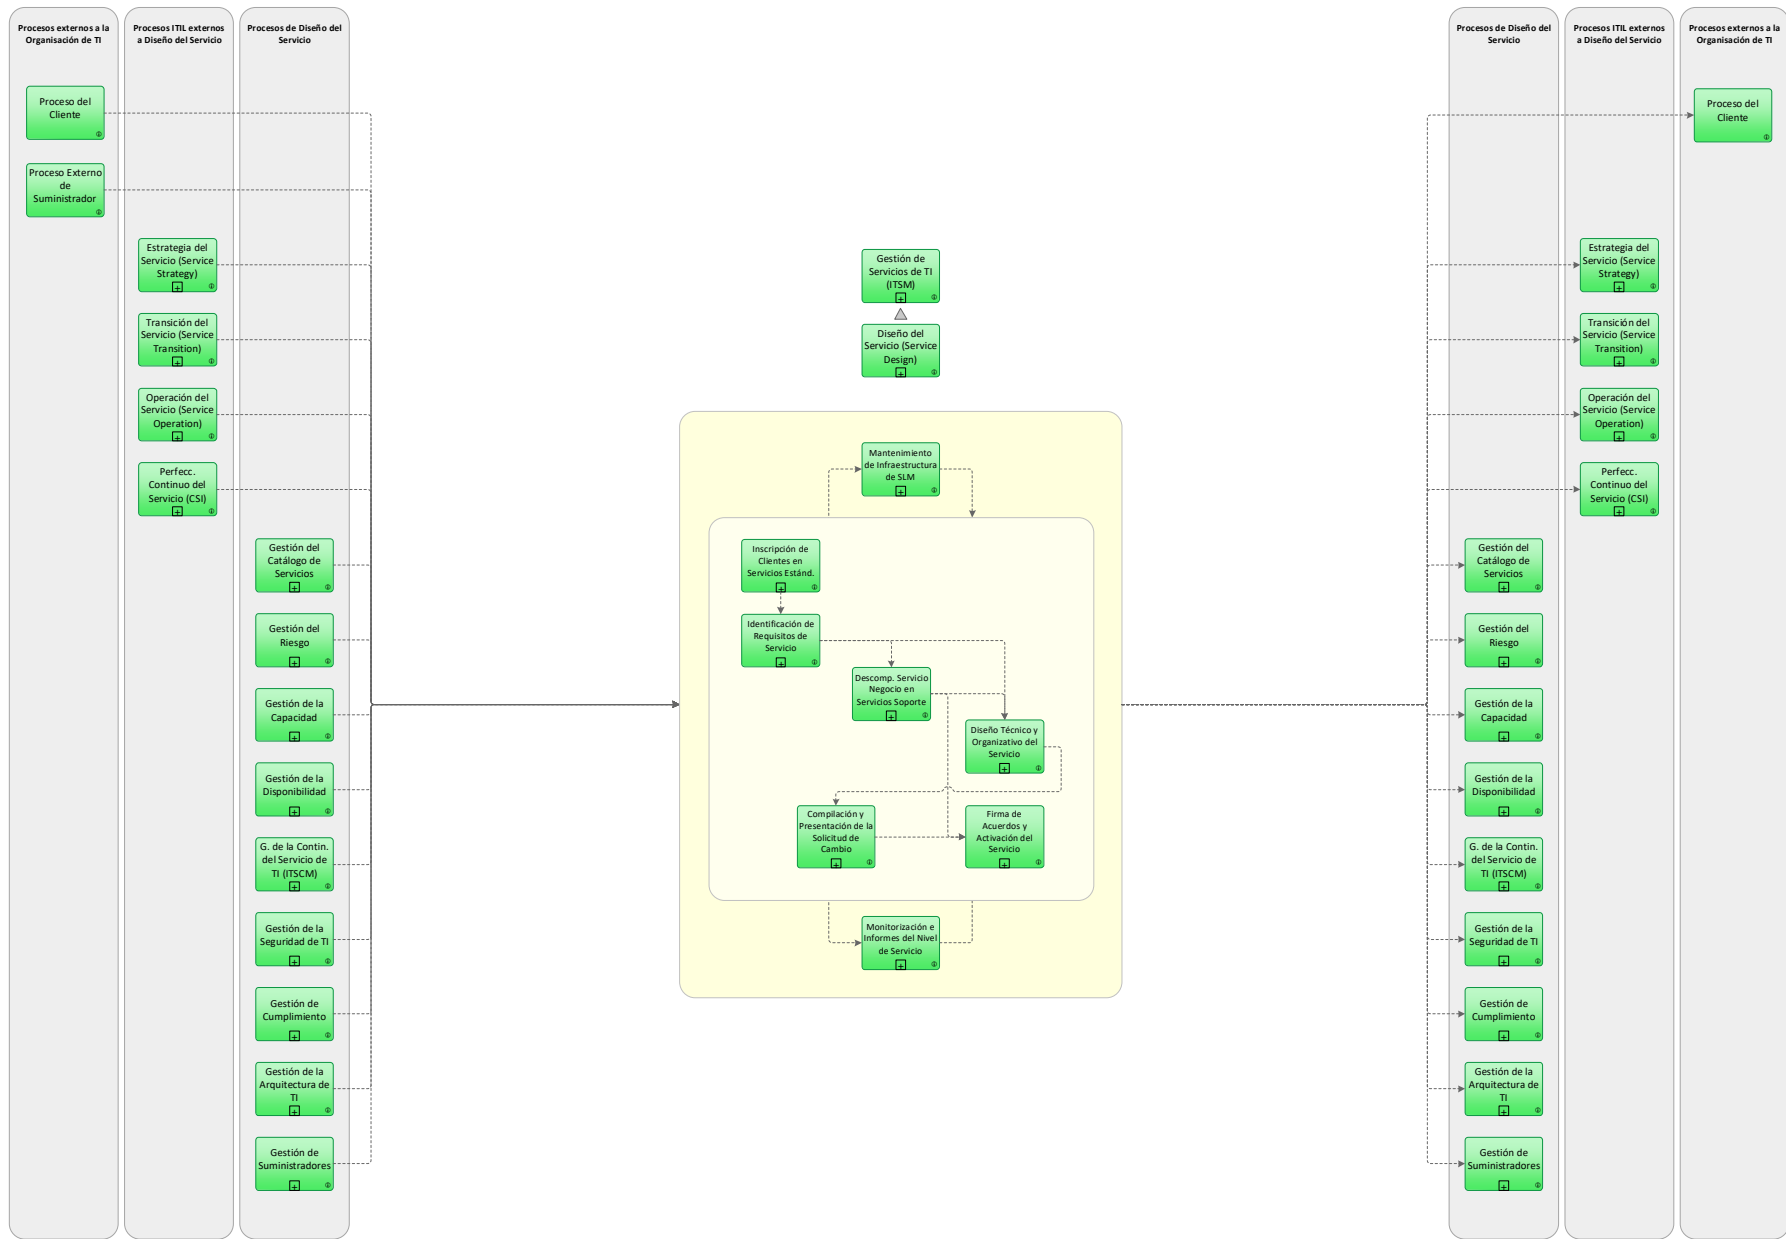 Procesos externos a la
Organisación de TI
Procesos ITIL externos
a Diseño del Servicio
Procesos de Diseño del
Servicio
Proceso del
Cliente
Proceso Externo
de
Suministrador
Estrategia del
Servicio (Service
Strategy)
Transición del
Servicio (Service
Transition)
Operación del
Servicio (Service
Operation)
Perfecc.
Continuo del
Servicio (CSI)
Gestión del
Catálogo de
Servicios
Gestión del
Riesgo
Gestión de la
Capacidad
Gestión de la
Disponibilidad
G. de la Contin.
del Servicio de
TI (ITSCM)
Gestión de la
Seguridad de TI
Gestión de
Cumplimiento
Gestión de la
Arquitectura de
TI
Gestión de
Suministradores
Gestión de
Servicios de TI
(ITSM)
Diseño del
Servicio (Service
Design)
Mantenimiento
de Infraestructura
de SLM
Inscripción de
Clientes en
Servicios Estánd.
Identificación de
Requisitos de
Servicio
Descomp. Servicio
Negocio en
Servicios Soporte
Diseño Técnico y
Organizativo del
Servicio
Compilación y
Presentación de la
Solicitud de
Cambio
Firma de
Acuerdos y
Activación del
Servicio
Monitorización e
Informes del Nivel
de Servicio
Procesos de Diseño del
Servicio
Procesos ITIL externos
a Diseño del Servicio
Procesos externos a la
Organisación de TI
Proceso del
Cliente
Estrategia del
Servicio (Service
Strategy)
Transición del
Servicio (Service
Transition)
Operación del
Servicio (Service
Operation)
Perfecc.
Continuo del
Servicio (CSI)
Gestión del
Catálogo de
Servicios
Gestión del
Riesgo
Gestión de la
Capacidad
Gestión de la
Disponibilidad
G. de la Contin.
del Servicio de
TI (ITSCM)
Gestión de la
Seguridad de TI
Gestión de
Cumplimiento
Gestión de la
Arquitectura de
TI
Gestión de
Suministradores